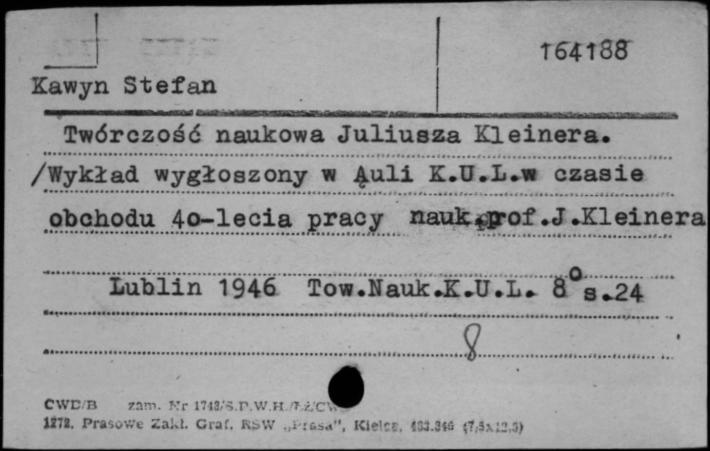 164188
Kawyn Stefan
Twórczość naukowa Juliusza Kleinera.
/Wykład wygłoszony w Auli K.U.L.w czasie
obchodu 40-lecia pracy nauk. prof.J.Kleinera
Lublin 1946 Tow.Nauk.K.U.L. 8° s.24
8
CWD/B zam. Nr 1748/S.P.W.H.
1272. Prasowe Zakł. Graf. RSW „Prasa”, Kielce,